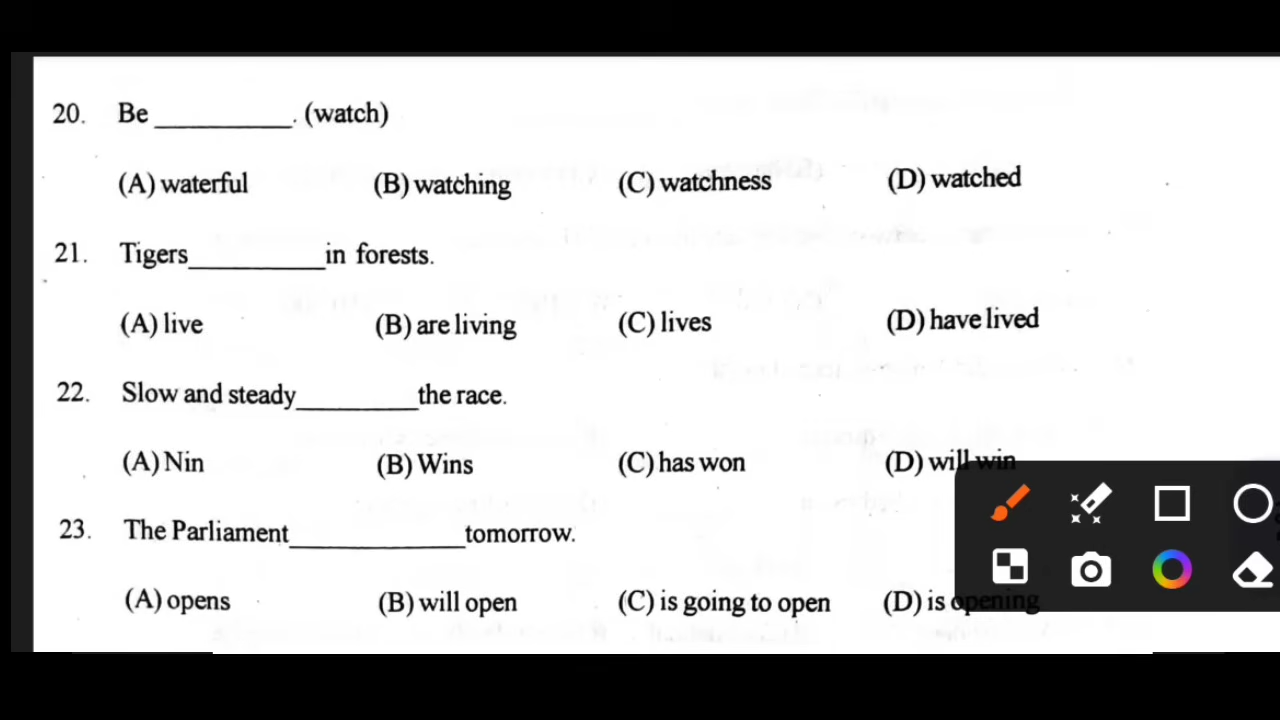 20. Be __________. (watch)
(A) waterful (B) watching (C) watchness (D) watched
21. Tigers__________in forests.
(A) live (B) are living (C) lives (D) have lived
22. Slow and steady_________the race.
(A) Nin (B) Wins (C) has won (D) will win
23. The Parliament_____________tomorrow.
(A) opens (B) will open (C) is going to open (D) is opening